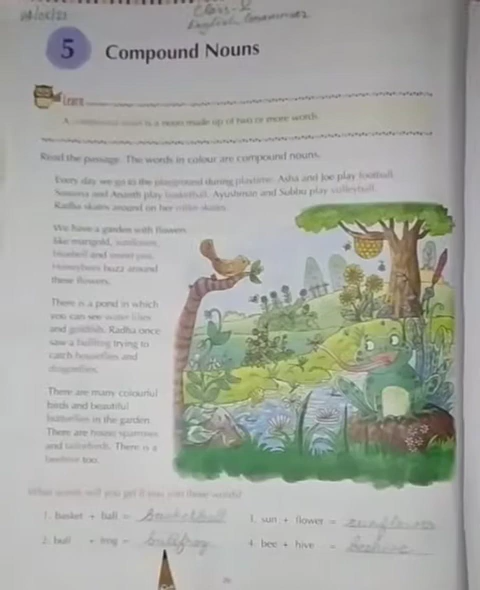 Class-V
English Grammar
5 Compound Nouns
Learn
A compound noun is a noun made up of two or more words.
Read the passage. The words in colour are compound nouns.
Every day we go to the playground during playtime. Asha and Joe play football.
Sumona and Ananth play basketball. Ayushman and Subbu play volleyball.
Radha skates around on her roller skates.
We have a garden with flowers
like marigold, sunflower,
bluebell and sweet pea.
Honeybees buzz around
these flowers.
There is a pond in which
you can see water lilies
and goldfish. Radha once
saw a bullfrog trying to
catch houseflies and
dragonflies.
There are many colourful
birds and beautiful
butterflies in the garden.
There are house sparrows
and tailorbirds. There is a
beehive too.
What words will you get if you join these words?
1. basket + ball = basketball
3. sun + flower = sunflower
2. bull + frog = bullfrog
4. bee + hive = beehive